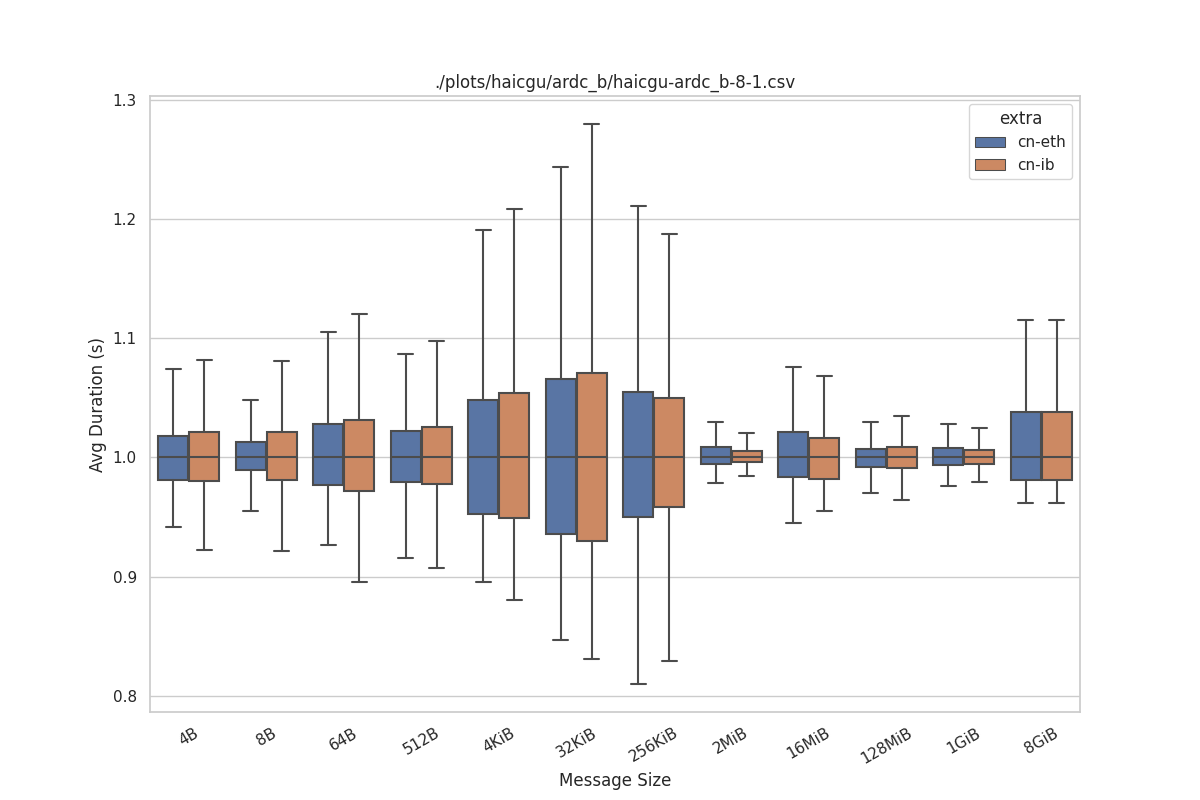 ./plots/haicgu/ardc_b/haicgu-ardc_b-8-1.csv
extra
cn-eth
cn-ib
Avg Duration (s)
1.3
1.2
1.1
1.0
0.9
0.8
4B 8B 64B 512B 4KiB 32KiB 256KiB 2MiB 16MiB 128MiB 1GiB 8GiB
Message Size